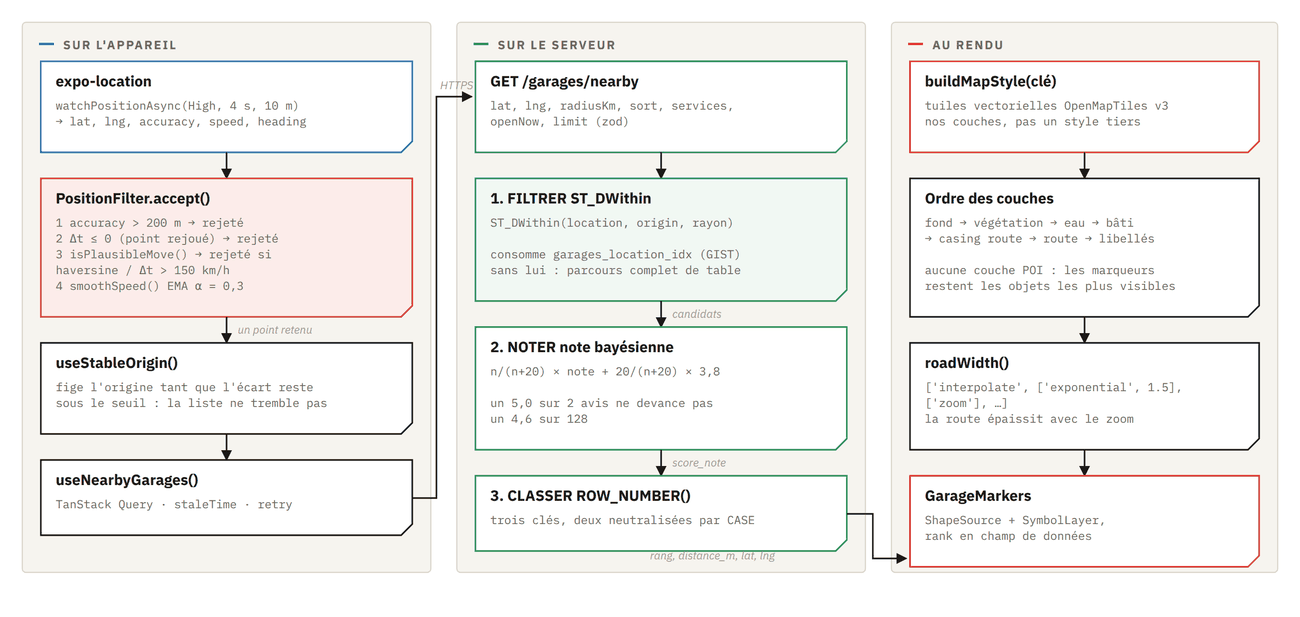 SUR L'APPAREIL
expo-location
watchPositionAsync(High, 4 s, 10 m)
→ lat, lng, accuracy, speed, heading
PositionFilter.accept()
1 accuracy > 200 m → rejeté
2 Δt ≤ 0 (point rejoué) → rejeté
3 isPlausibleMove() → rejeté si
haversine / Δt > 150 km/h
4 smoothSpeed() EMA α = 0,3
un point retenu
useStableOrigin()
fige l'origine tant que l'écart reste
sous le seuil : la liste ne tremble pas
useNearbyGarages()
TanStack Query · staleTime · retry
HTTPS
SUR LE SERVEUR
GET /garages/nearby
lat, lng, radiusKm, sort, services,
openNow, limit (zod)
1. FILTRER ST_DWithin
ST_DWithin(location, origin, rayon)
consomme garages_location_idx (GIST)
sans lui : parcours complet de table
candidats
2. NOTER note bayésienne
n/(n+20) × note + 20/(n+20) × 3,8
un 5,0 sur 2 avis ne devance pas
un 4,6 sur 128
score_note
3. CLASSER ROW_NUMBER()
trois clés, deux neutralisées par CASE
rang, distance_m, lat, lng
AU RENDU
buildMapStyle(clé)
tuiles vectorielles OpenMapTiles v3
nos couches, pas un style tiers
Ordre des couches
fond → végétation → eau → bâti
→ casing route → route → libellés
aucune couche POI : les marqueurs
restent les objets les plus visibles
roadWidth()
['interpolate', ['exponential', 1.5],
['zoom'], …]
la route épaissit avec le zoom
GarageMarkers
ShapeSource + SymbolLayer,
rank en champ de données